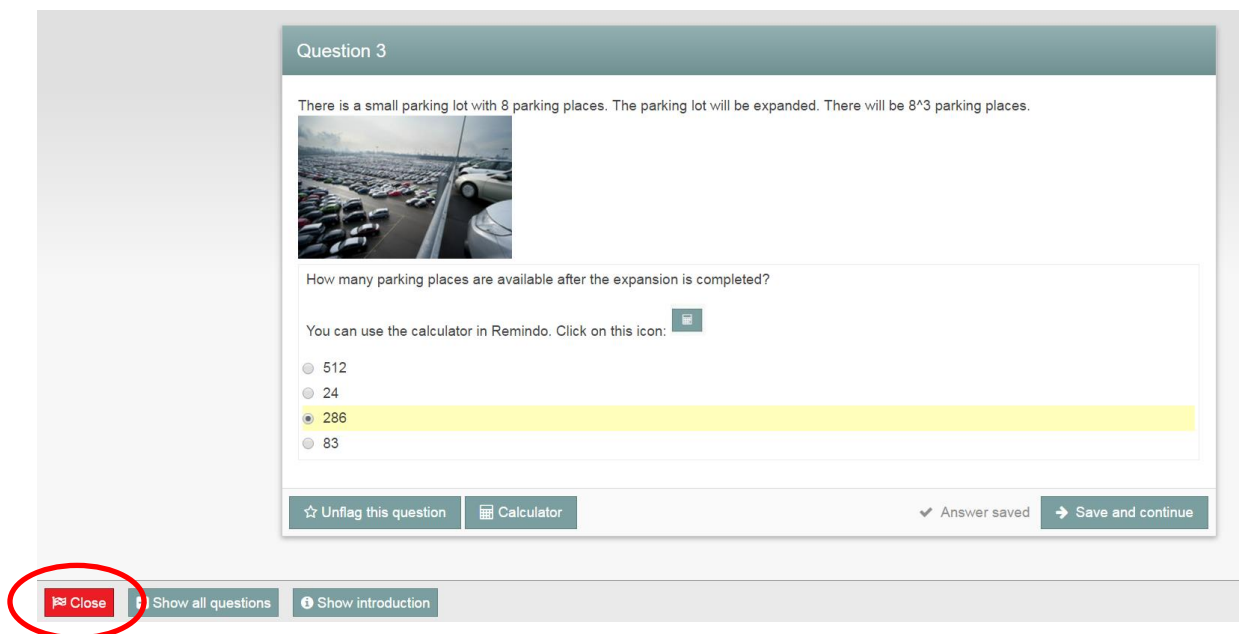 Question 3
There is a small parking lot with 8 parking places. The parking lot will be expanded. There will be 8^3 parking places.
How many parking places are available after the expansion is completed?
You can use the calculator in Remindo. Click on this icon:
512
24
286
83
Unflag this question Calculator Answer saved Save and continue
Close Show all questions Show introduction